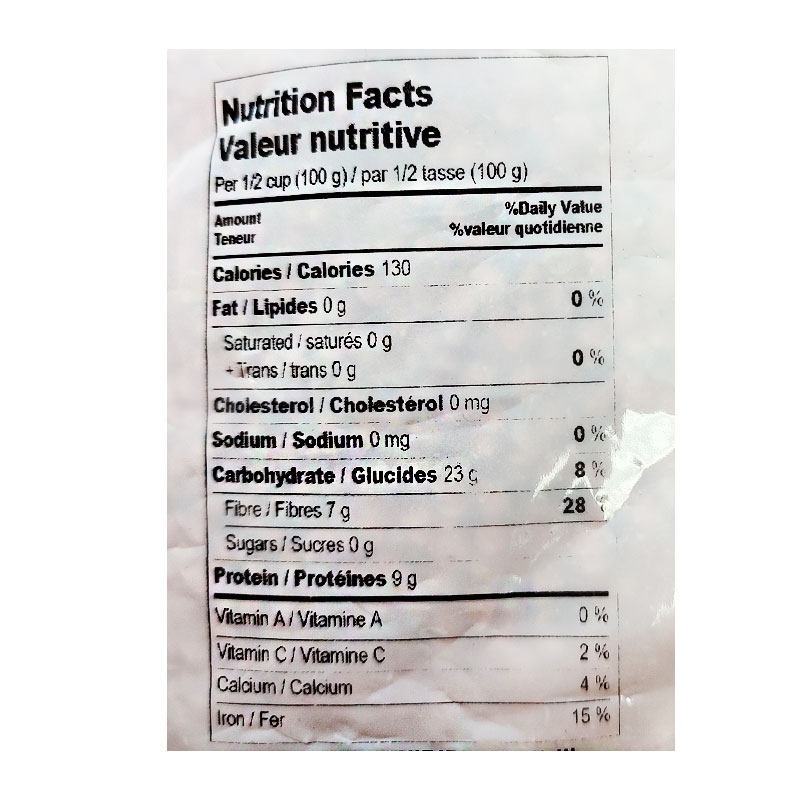 Nutrition Facts
Valeur nutritive
Per 1/2 cup (100 g) / par 1/2 tasse (100 g)
Amount %Daily Value
Teneur %valeur quotidienne
Calories / Calories 130
Fat / Lipides 0 g 0 %
Saturated / saturés 0 g
+ Trans / trans 0 g 0 %
Cholesterol / Cholestérol 0 mg
Sodium / Sodium 0 mg 0 %
Carbohydrate / Glucides 23 g 8 %
Fibre / Fibres 7 g 28
Sugars / Sucres 0 g
Protein / Protéines 9 g
Vitamin A / Vitamine A 0 %
Vitamin C / Vitamine C 2 %
Calcium / Calcium 4 %
Iron / Fer 15 %